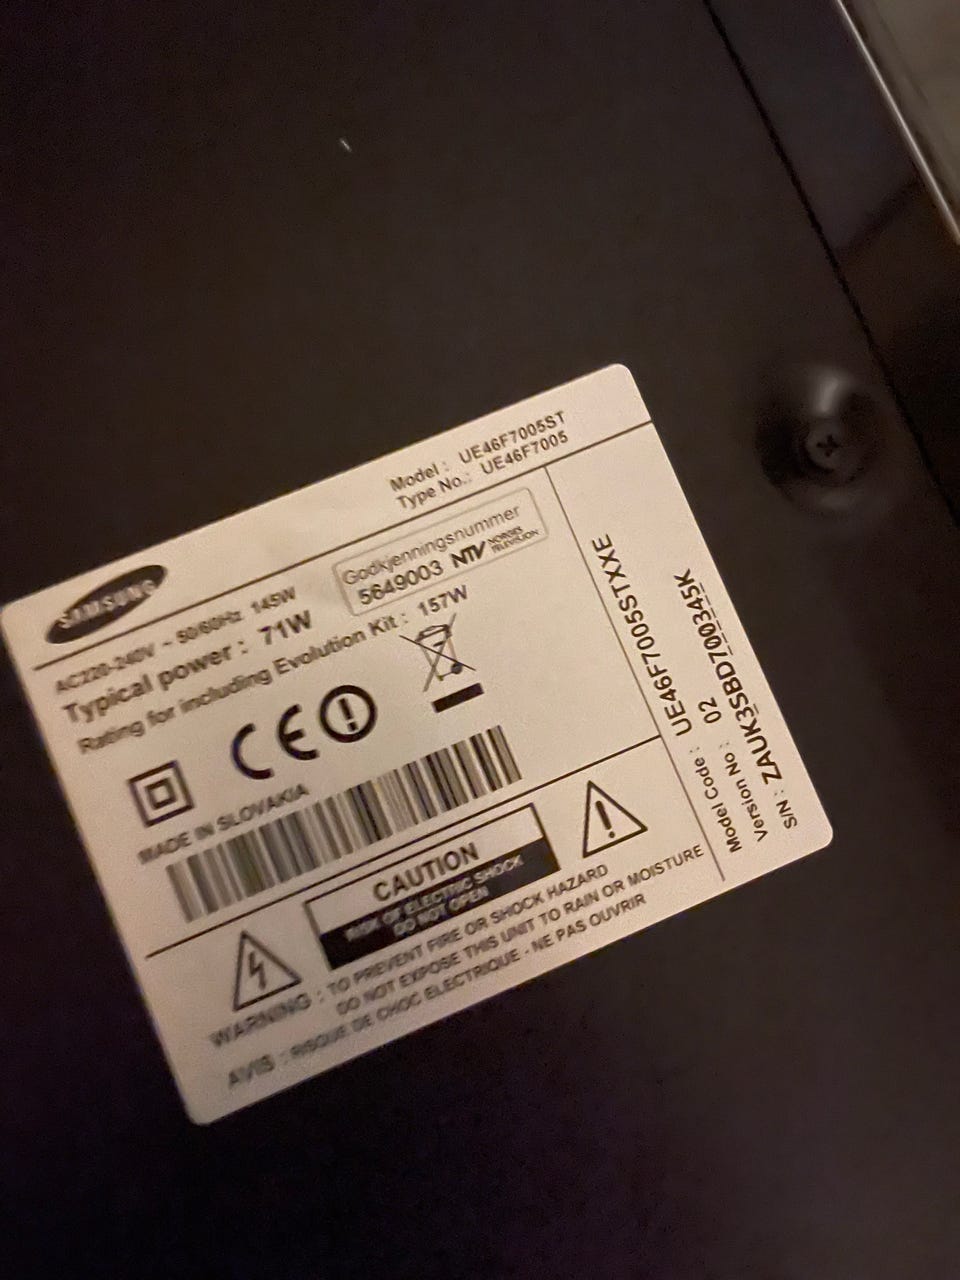 SAMSUNG
Model : UE46F7005ST
Type No.: UE46F7005
AC220-240V ~ 50/60Hz 145W
Typical power : 71W
Rating for including Evolution Kit : 157W
Godkjenningsnummer
5649003 NTV NORGES
TELEVISION
CE
MADE IN SLOVAKIA
CAUTION
RISK OF ELECTRIC SHOCK
DO NOT OPEN
WARNING : TO PREVENT FIRE OR SHOCK HAZARD
DO NOT EXPOSE THIS UNIT TO RAIN OR MOISTURE
AVIS : RISQUE DE CHOC ELECTRIQUE - NE PAS OUVRIR
Model Code : UE46F7005STXXE
Version No : 02
S/N : ZAUK3SBD700345K